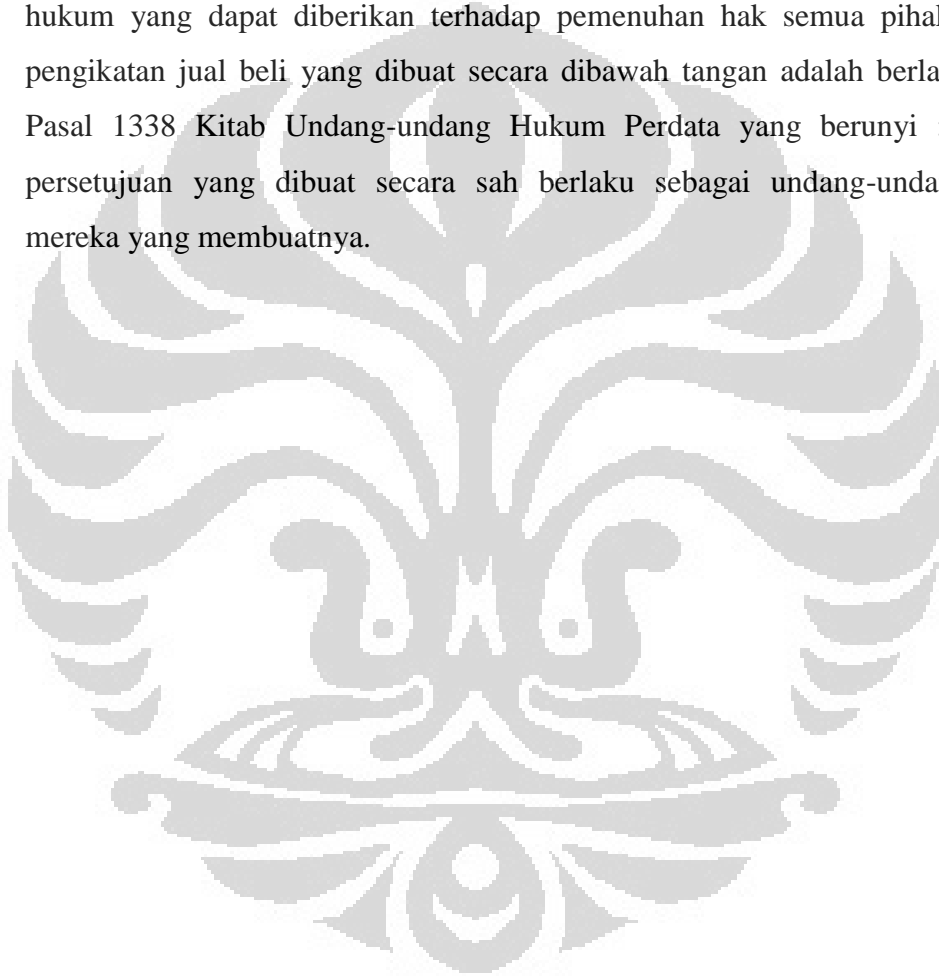 hukum yang dapat diberikan terhadap pemenuhan hak semua pihak
pengikatan jual beli yang dibuat secara dibawah tangan adalah berla
Pasal 1338 Kitab Undang-undang Hukum Perdata yang berunyi
persetujuan yang dibuat secara sah berlaku sebagai undang-unda
mereka yang membuatnya.